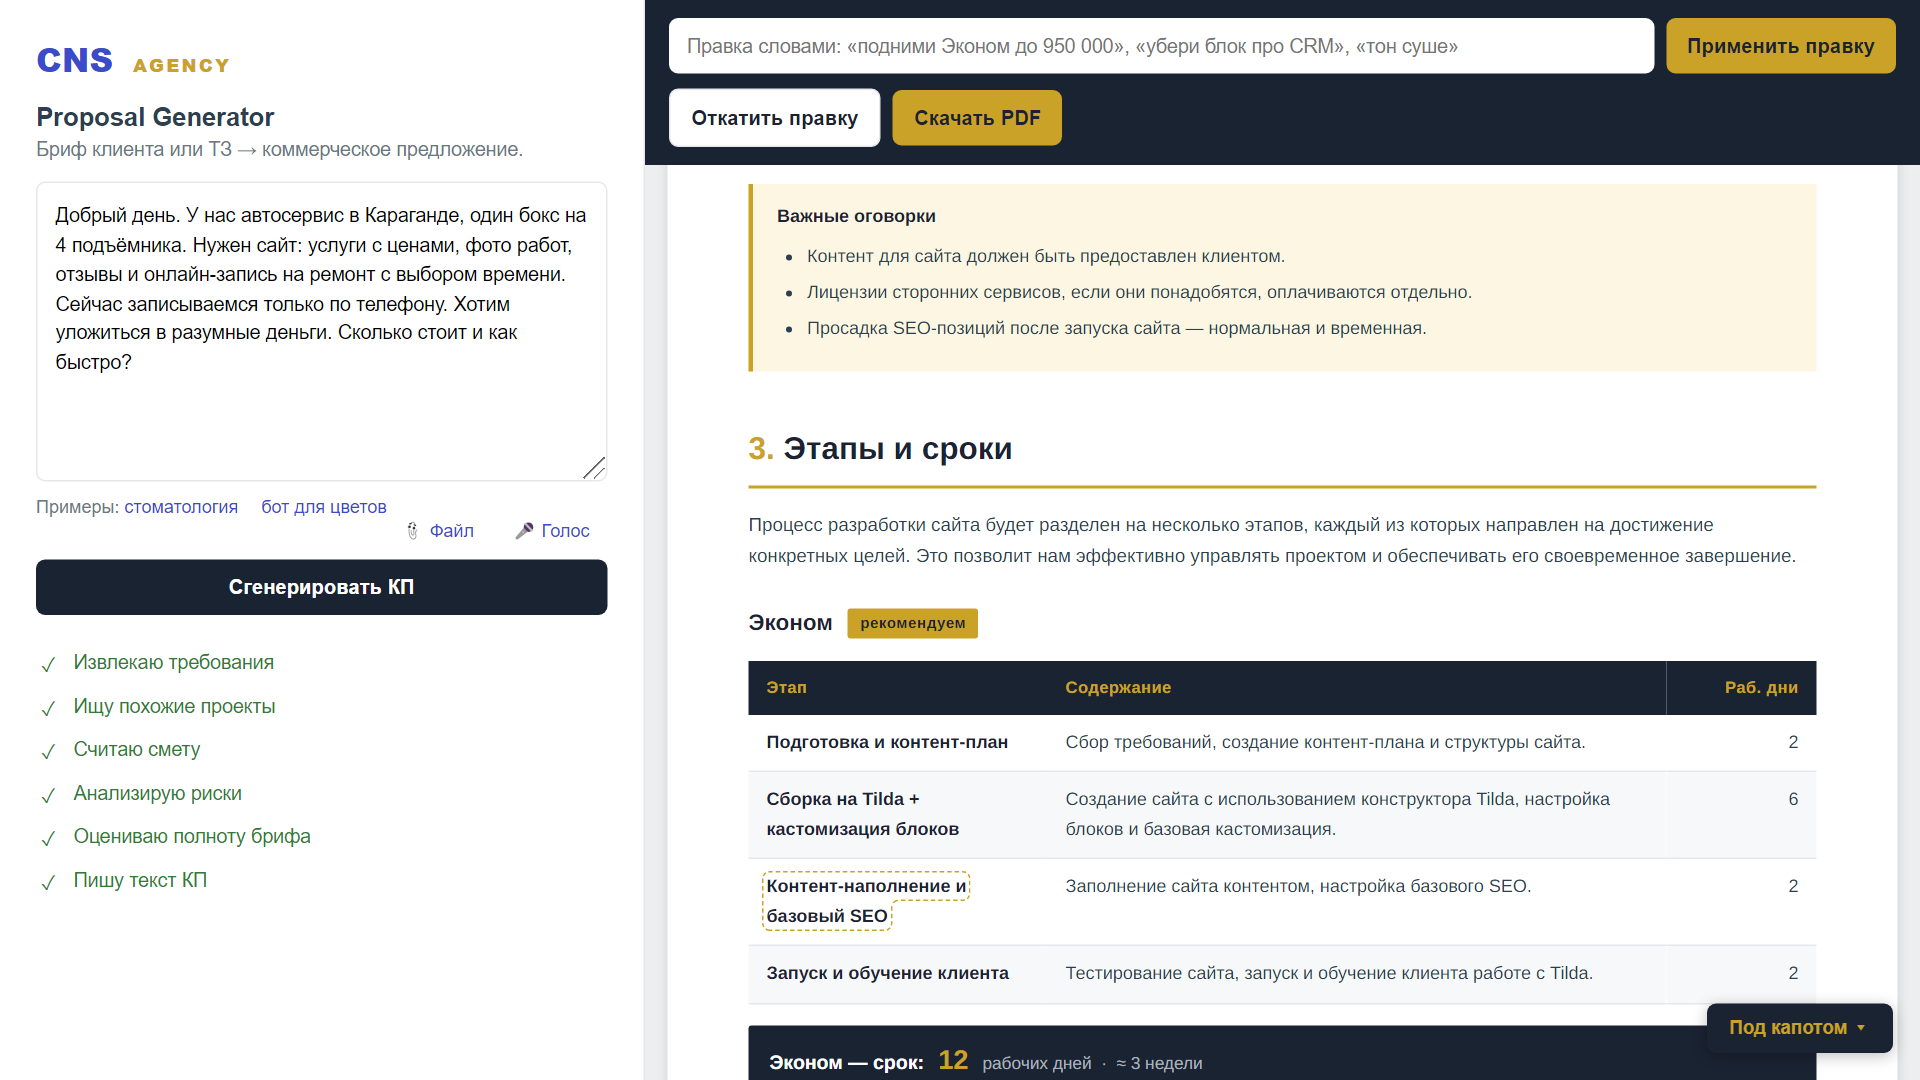 CNS AGENCY
Proposal Generator
Бриф клиента или ТЗ → коммерческое предложение.
Добрый день. У нас автосервис в Караганде, один бокс на
4 подъёмника. Нужен сайт: услуги с ценами, фото работ,
отзывы и онлайн-запись на ремонт с выбором времени.
Сейчас записываемся только по телефону. Хотим
уложиться в разумные деньги. Сколько стоит и как
быстро?
Примеры: стоматология бот для цветов
Файл Голос
Сгенерировать КП
✓ Извлекаю требования
✓ Ищу похожие проекты
✓ Считаю смету
✓ Анализирую риски
✓ Оцениваю полноту брифа
✓ Пишу текст КП
Правка словами: «подними Эконом до 950 000», «убери блок про CRM», «тон суше»
Применить правку
Откатить правку
Скачать PDF
Важные оговорки
• Контент для сайта должен быть предоставлен клиентом.
• Лицензии сторонних сервисов, если они понадобятся, оплачиваются отдельно.
• Просадка SEO-позиций после запуска сайта — нормальная и временная.
3. Этапы и сроки
Процесс разработки сайта будет разделен на несколько этапов, каждый из которых направлен на достижение
конкретных целей. Это позволит нам эффективно управлять проектом и обеспечивать его своевременное завершение.
Эконом рекомендуем
Этап Содержание Раб. дни
Подготовка и контент-план Сбор требований, создание контент-плана и структуры сайта. 2
Сборка на Tilda + Создание сайта с использованием конструктора Tilda, настройка 6
кастомизация блоков блоков и базовая кастомизация.
Контент-наполнение и Заполнение сайта контентом, настройка базового SEO. 2
базовый SEO
Запуск и обучение клиента Тестирование сайта, запуск и обучение клиента работе с Tilda. 2
Эконом — срок: 12 рабочих дней · ≈ 3 недели
Под капотом ▾